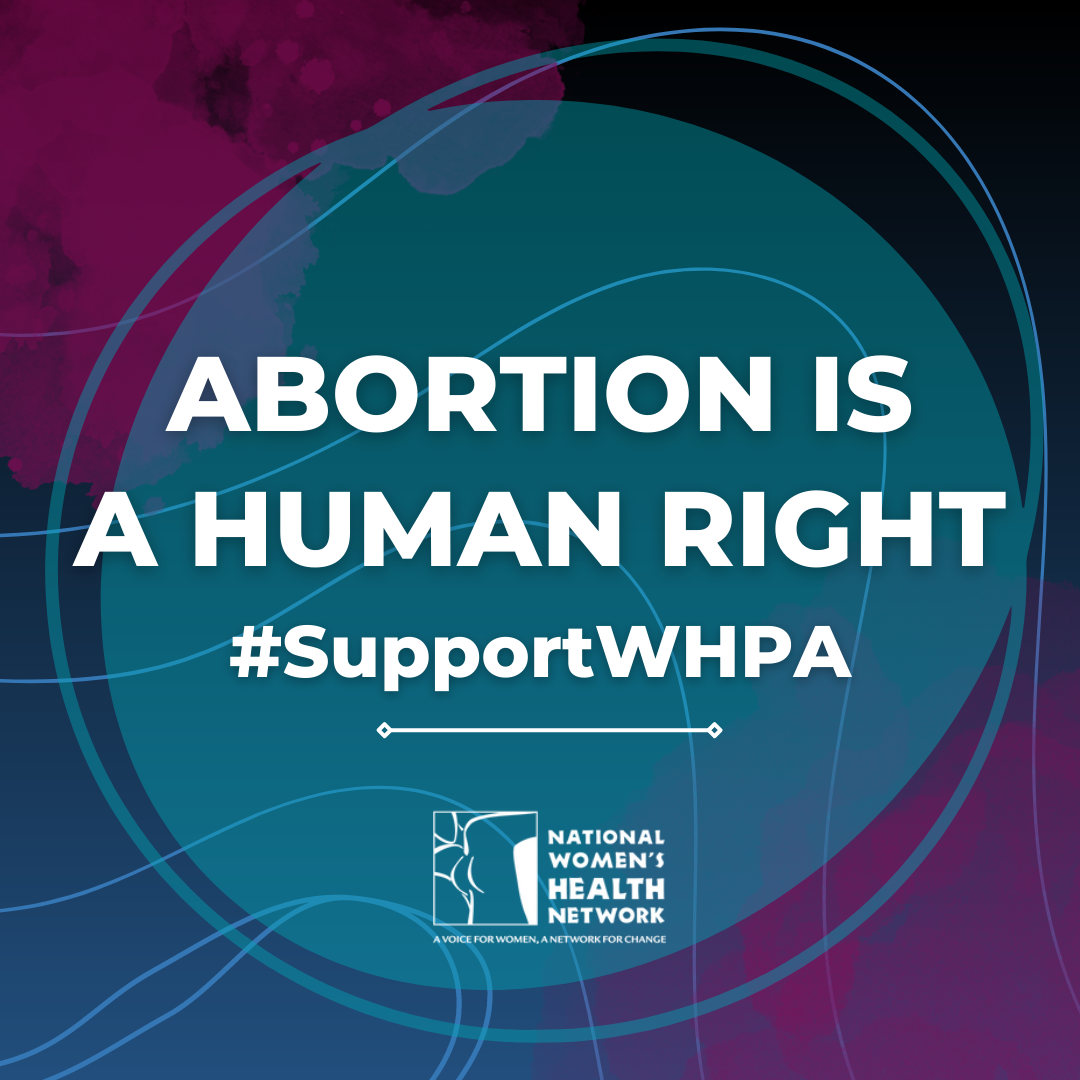 ABORTION IS
A HUMAN RIGHT
#SupportWHPA
NATIONAL
WOMEN'S
HEALTH
NETWORK
A VOICE FOR WOMEN, A NETWORK FOR CHANGE